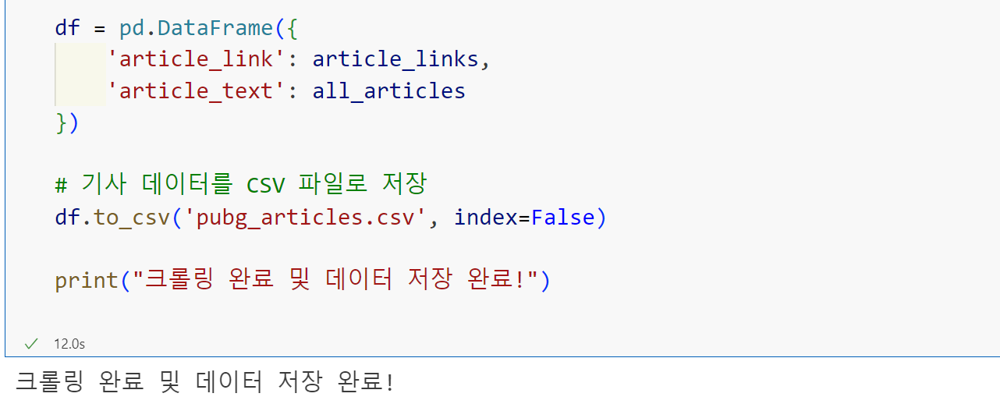 df = pd.DataFrame({
    'article_link': article_links,
    'article_text': all_articles
})
# 기사 데이터를 CSV 파일로 저장
df.to_csv('pubg_articles.csv', index=False)
print("크롤링 완료 및 데이터 저장 완료!")
12.0s
크롤링 완료 및 데이터 저장 완료!